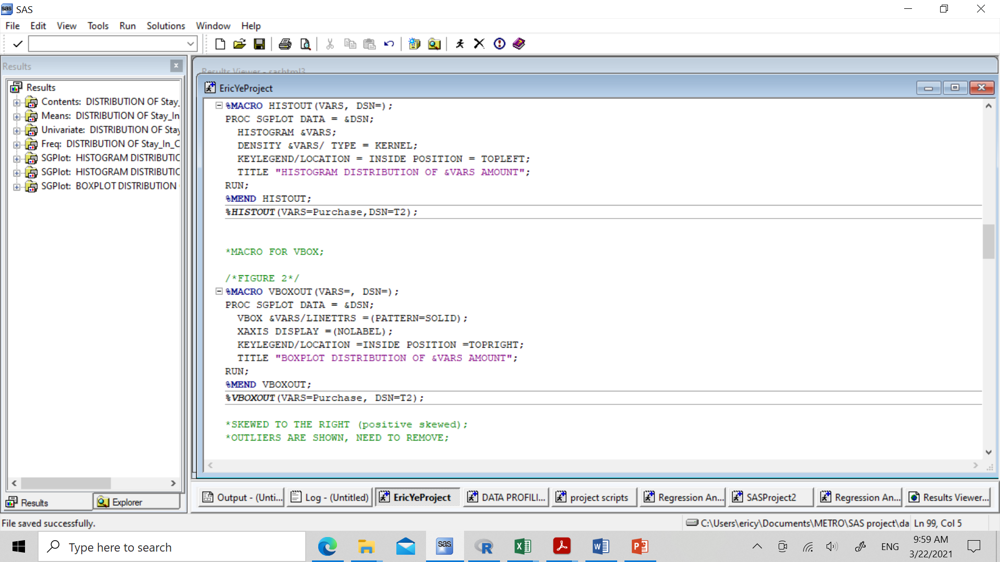 SAS
File Edit View Tools Run Solutions Window Help
Results
Results Viewer - sashtml3
Results
Contents: DISTRIBUTION OF Stay_
Means: DISTRIBUTION OF Stay_In
Univariate: DISTRIBUTION OF Stay
Freq: DISTRIBUTION OF Stay_In_C
SGPlot: HISTOGRAM DISTRIBUTIO
SGPlot: HISTOGRAM DISTRIBUTIO
SGPlot: BOXPLOT DISTRIBUTION
EricYeProject
%MACRO HISTOUT(VARS, DSN=);
PROC SGPLOT DATA = &DSN;
HISTOGRAM &VARS;
DENSITY &VARS/ TYPE = KERNEL;
KEYLEGEND/LOCATION = INSIDE POSITION = TOPLEFT;
TITLE "HISTOGRAM DISTRIBUTION OF &VARS AMOUNT";
RUN;
%MEND HISTOUT;
%HISTOUT(VARS=Purchase,DSN=T2);
*MACRO FOR VBOX;
/*FIGURE 2*/
%MACRO VBOXOUT(VARS=, DSN=);
PROC SGPLOT DATA = &DSN;
VBOX &VARS/LINETTRS =(PATTERN=SOLID);
XAXIS DISPLAY =(NOLABEL);
KEYLEGEND/LOCATION =INSIDE POSITION =TOPRIGHT;
TITLE "BOXPLOT DISTRIBUTION OF &VARS AMOUNT";
RUN;
%MEND VBOXOUT;
%VBOXOUT(VARS=Purchase, DSN=T2);
*SKEWED TO THE RIGHT (positive skewed);
*OUTLIERS ARE SHOWN, NEED TO REMOVE;
Results Explorer
Output - (Unti... Log - (Untitled) EricYeProject DATA PROFILI... project scripts Regression An... SASProject2 Regression An... Results Viewer...
File saved successfully.
C:\Users\ericy\Documents\METRO\SAS project\da Ln 99, Col 5
Type here to search
ENG
9:59 AM
3/22/2021